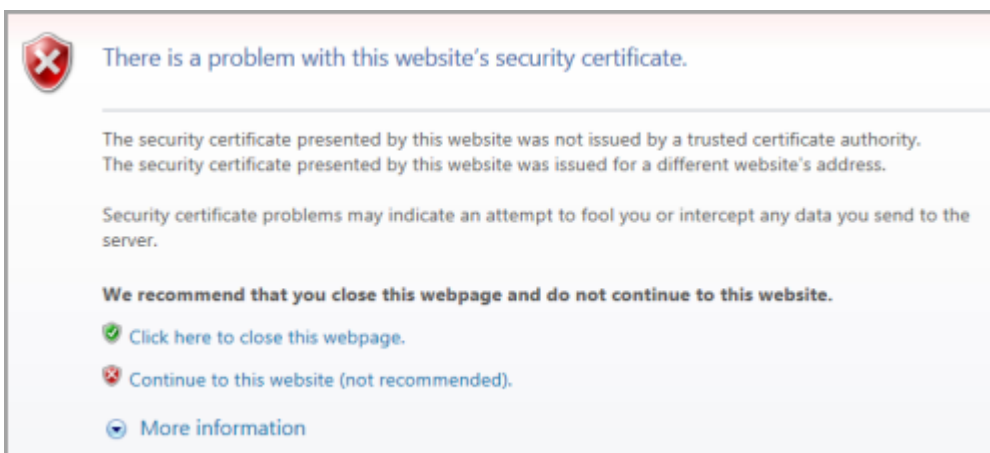 There is a problem with this website's security certificate.
The security certificate presented by this website was not issued by a trusted certificate authority.
The security certificate presented by this website was issued for a different website's address.
Security certificate problems may indicate an attempt to fool you or intercept any data you send to the
server.
We recommend that you close this webpage and do not continue to this website.
Click here to close this webpage.
Continue to this website (not recommended).
More information